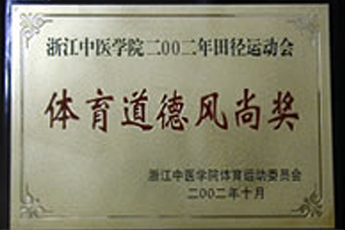 浙江中医学院二00二年田径运动会
体育道德风尚奖
浙江中医学院体育运动委员会
二00二年十月